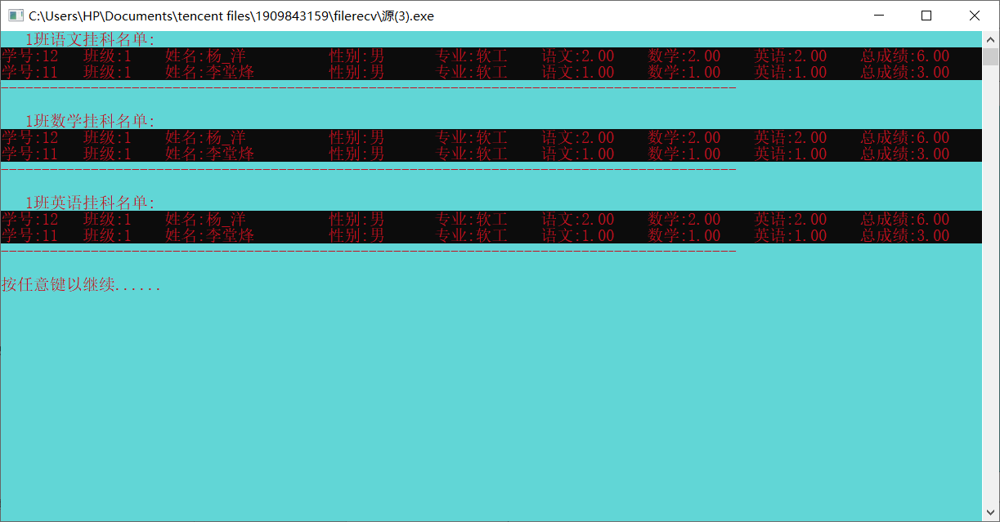 C:\Users\HP\Documents\tencent files\1909843159\filerecv\源(3).exe
1班语文挂科名单:
学号:12 班级:1 姓名:杨_洋 性别:男 专业:软工 语文:2.00 数学:2.00 英语:2.00 总成绩:6.00
学号:11 班级:1 姓名:李堂烽 性别:男 专业:软工 语文:1.00 数学:1.00 英语:1.00 总成绩:3.00
------------------------------------------------------------------------------------------
1班数学挂科名单:
学号:12 班级:1 姓名:杨_洋 性别:男 专业:软工 语文:2.00 数学:2.00 英语:2.00 总成绩:6.00
学号:11 班级:1 姓名:李堂烽 性别:男 专业:软工 语文:1.00 数学:1.00 英语:1.00 总成绩:3.00
------------------------------------------------------------------------------------------
1班英语挂科名单:
学号:12 班级:1 姓名:杨_洋 性别:男 专业:软工 语文:2.00 数学:2.00 英语:2.00 总成绩:6.00
学号:11 班级:1 姓名:李堂烽 性别:男 专业:软工 语文:1.00 数学:1.00 英语:1.00 总成绩:3.00
------------------------------------------------------------------------------------------
按任意键以继续......